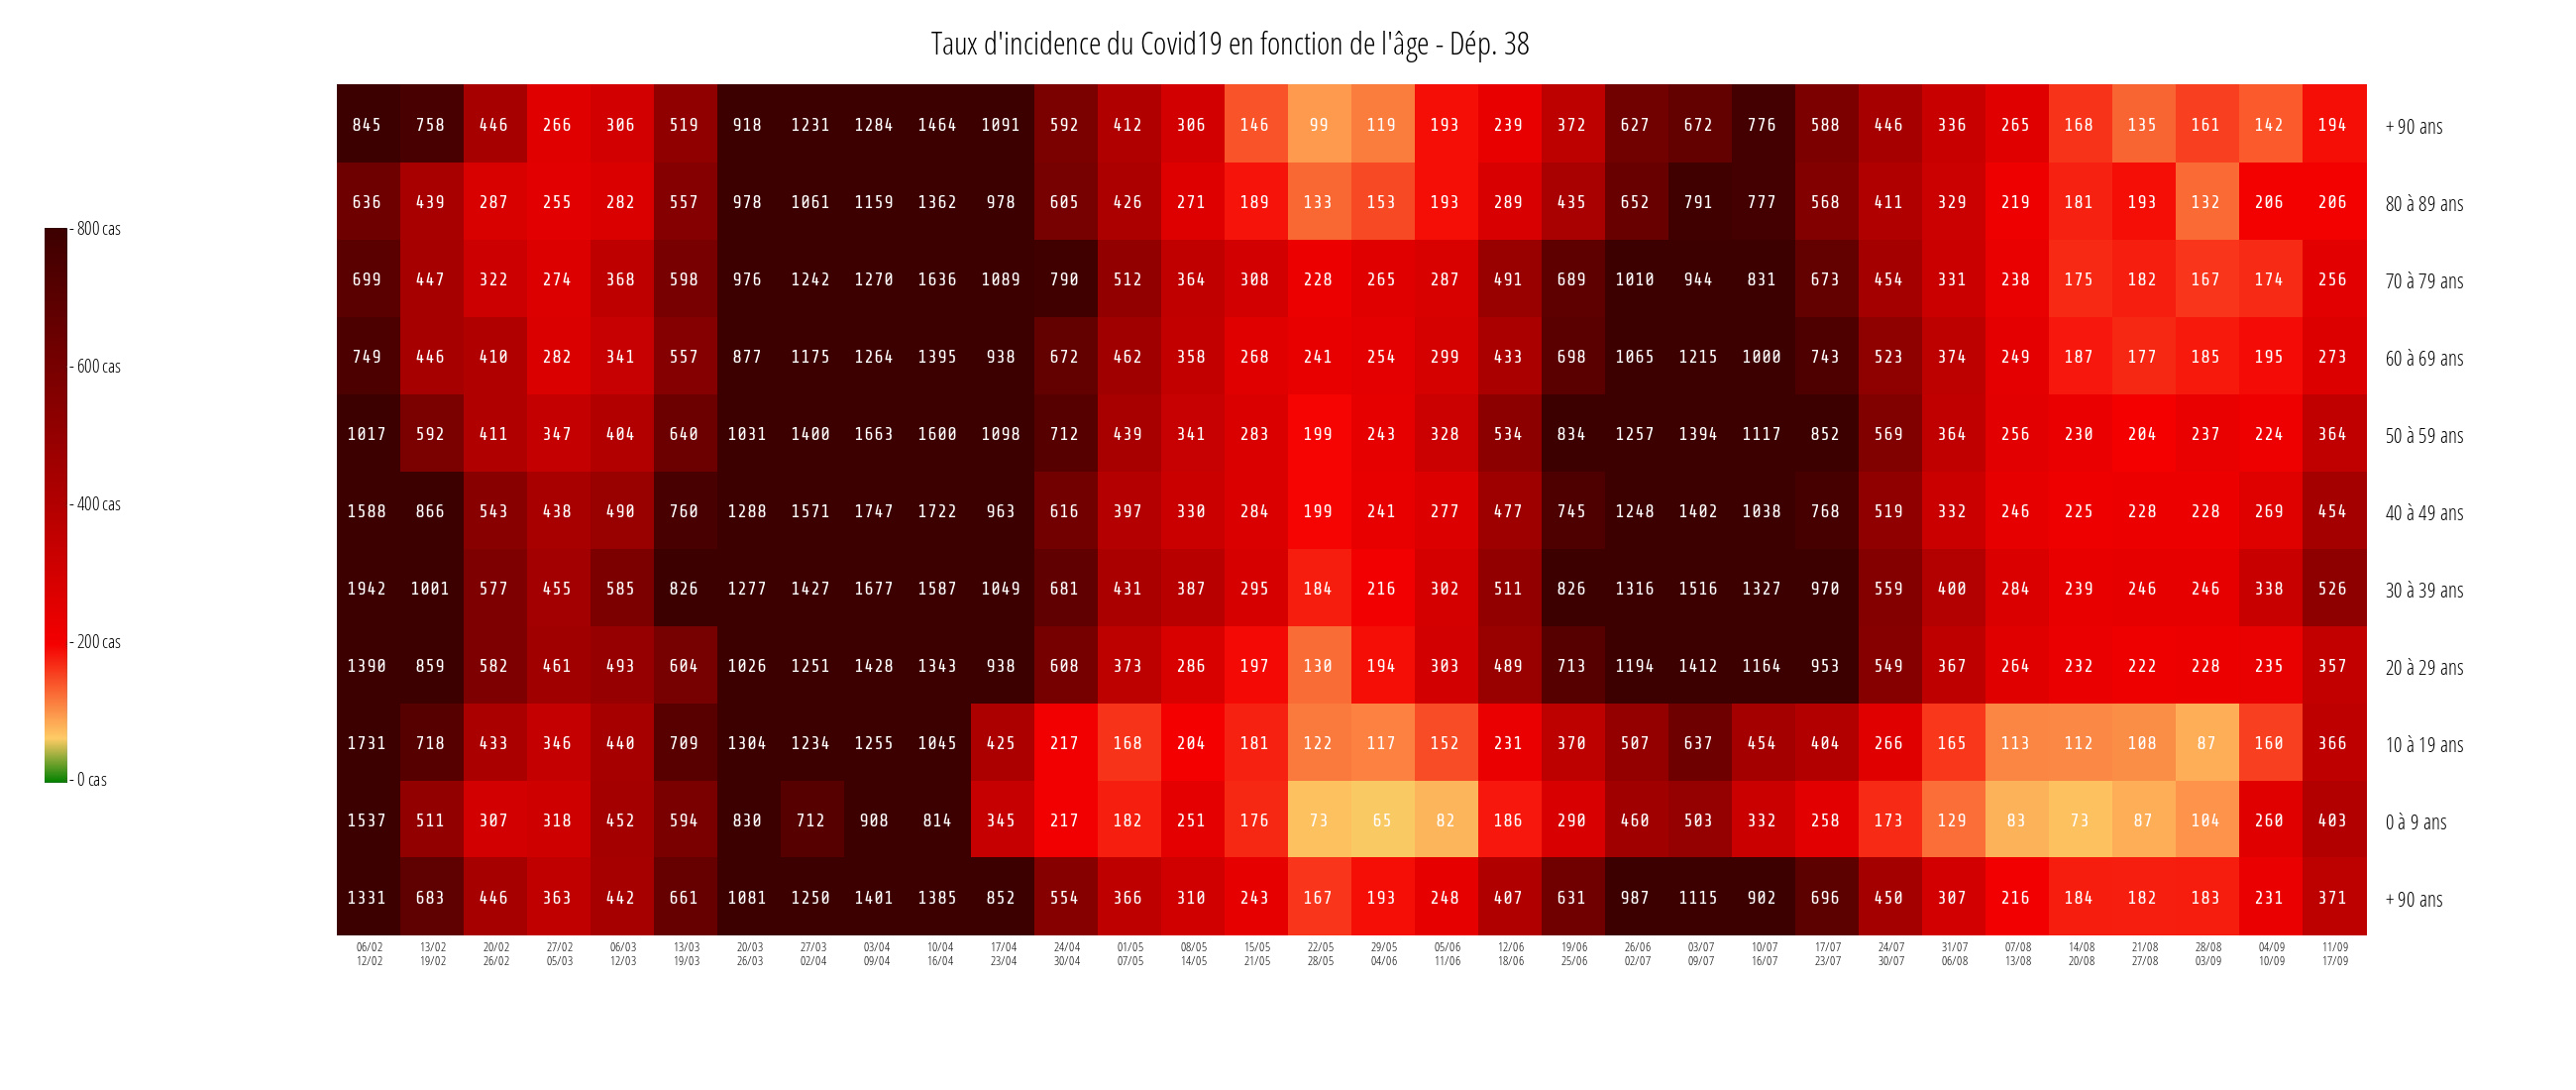 Taux d'incidence du Covid19 en fonction de l'âge - Dép. 38
- 800 cas
- 600 cas
- 400 cas
- 200 cas
- 0 cas
845 758 446 266 306 519 918 1231 1284 1464 1091 592 412 306 146 99 119 193 239 372 627 672 776 588 446 336 265 168 135 161 142 194 + 90 ans
636 439 287 255 282 557 978 1061 1159 1362 978 605 426 271 189 133 153 193 289 435 652 791 777 568 411 329 219 181 193 132 206 206 80 à 89 ans
699 447 322 274 368 598 976 1242 1270 1636 1089 790 512 364 308 228 265 287 491 689 1010 944 831 673 454 331 238 175 182 167 174 256 70 à 79 ans
749 446 410 282 341 557 877 1175 1264 1395 938 672 462 358 268 241 254 299 433 698 1065 1215 1000 743 523 374 249 187 177 185 195 273 60 à 69 ans
1017 592 411 347 404 640 1031 1400 1663 1600 1098 712 439 341 283 199 243 328 534 834 1257 1394 1117 852 569 364 256 230 204 237 224 364 50 à 59 ans
1588 866 543 438 490 760 1288 1571 1747 1722 963 616 397 330 284 199 241 277 477 745 1248 1402 1038 768 519 332 246 225 228 228 269 454 40 à 49 ans
1942 1001 577 455 585 826 1277 1427 1677 1587 1049 681 431 387 295 184 216 302 511 826 1316 1516 1327 970 559 400 284 239 246 246 338 526 30 à 39 ans
1390 859 582 461 493 604 1026 1251 1428 1343 938 608 373 286 197 130 194 303 489 713 1194 1412 1164 953 549 367 264 232 222 228 235 357 20 à 29 ans
1731 718 433 346 440 709 1304 1234 1255 1045 425 217 168 204 181 122 117 152 231 370 507 637 454 404 266 165 113 112 108 87 160 366 10 à 19 ans
1537 511 307 318 452 594 830 712 908 814 345 217 182 251 176 73 65 82 186 290 460 503 332 258 173 129 83 73 87 104 260 403 0 à 9 ans
1331 683 446 363 442 661 1081 1250 1401 1385 852 554 366 310 243 167 193 248 407 631 987 1115 902 696 450 307 216 184 182 183 231 371 + 90 ans
06/02 13/02 20/02 27/02 06/03 13/03 20/03 27/03 03/04 10/04 17/04 24/04 01/05 08/05 15/05 22/05 29/05 05/06 12/06 19/06 26/06 03/07 10/07 17/07 24/07 31/07 07/08 14/08 21/08 28/08 04/09 11/09
12/02 19/02 26/02 05/03 12/03 19/03 26/03 02/04 09/04 16/04 23/04 30/04 07/05 14/05 21/05 28/05 04/06 11/06 18/06 25/06 02/07 09/07 16/07 23/07 30/07 06/08 13/08 20/08 27/08 03/09 10/09 17/09